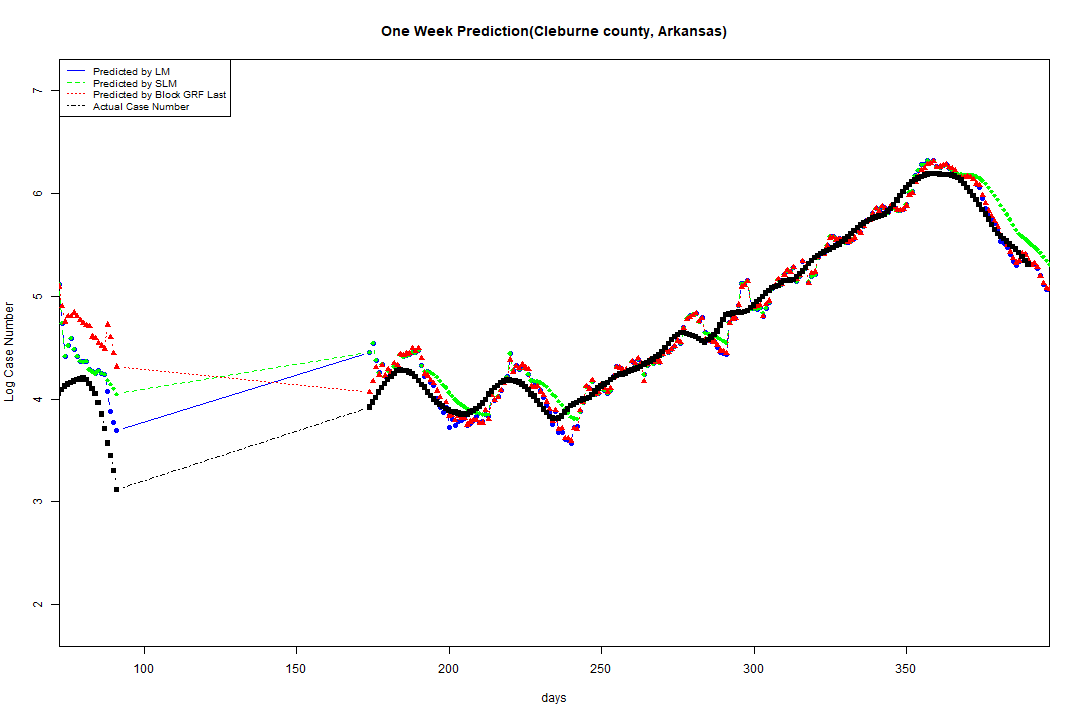 One Week Prediction(Cleburne county, Arkansas)
Predicted by LM
Predicted by SLM
Predicted by Block GRF Last
Actual Case Number
Log Case Number
7
6
5
4
3
2
100 150 200 250 300 350
days